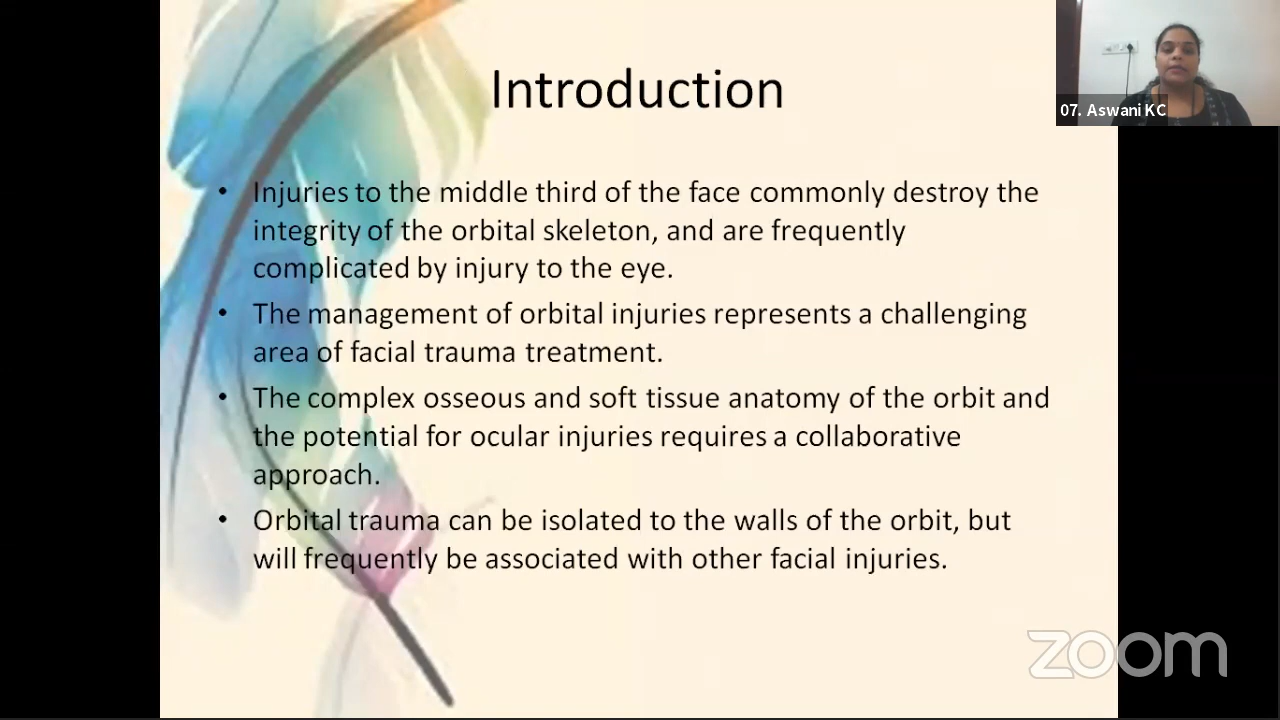 Introduction
07. Aswani KC
• Injuries to the middle third of the face commonly destroy the
integrity of the orbital skeleton, and are frequently
complicated by injury to the eye.
• The management of orbital injuries represents a challenging
area of facial trauma treatment.
• The complex osseous and soft tissue anatomy of the orbit and
the potential for ocular injuries requires a collaborative
approach.
• Orbital trauma can be isolated to the walls of the orbit, but
will frequently be associated with other facial injuries.
zoom